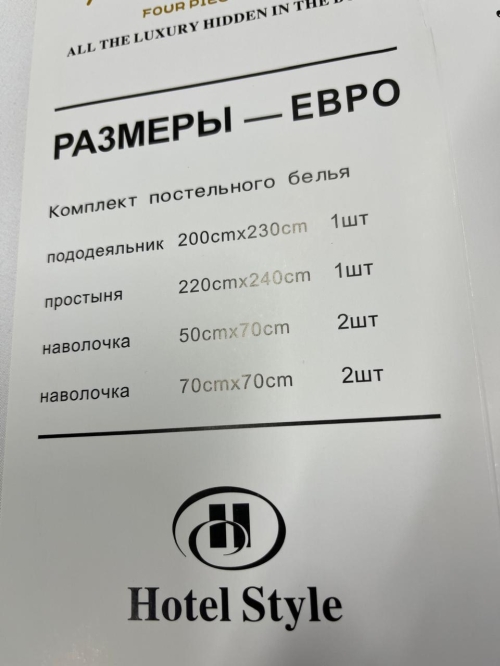 FOUR PIE
ALL THE LUXURY HIDDEN IN THE
РАЗМЕРЫ — ЕВРО
Комплект постельного белья
пододеяльник 200cmx230cm 1шт
простыня 220cmx240cm 1шт
наволочка 50cmx70cm 2шт
наволочка 70cmx70cm 2шт
H
Hotel Style